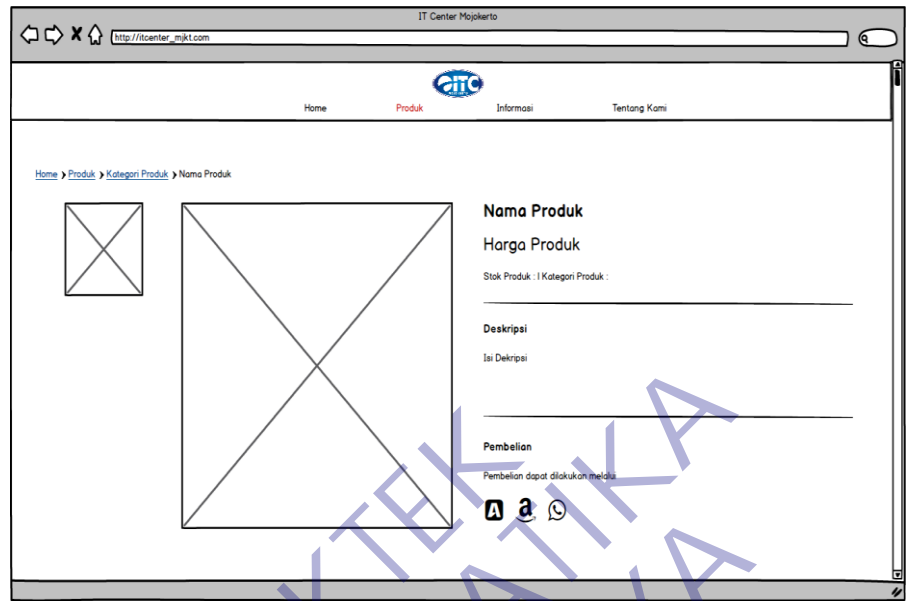 IT Center Mojokerto
http://itcenter_mjkt.com
ITC
Home Produk Informasi Tentang Kami
Home > Produk > Kategori Produk > Nama Produk
Nama Produk
Harga Produk
Stok Produk : | Kategori Produk :
Deskripsi
Isi Dekripsi
Pembelian
Pembelian dapat dilakukan melalui
A a